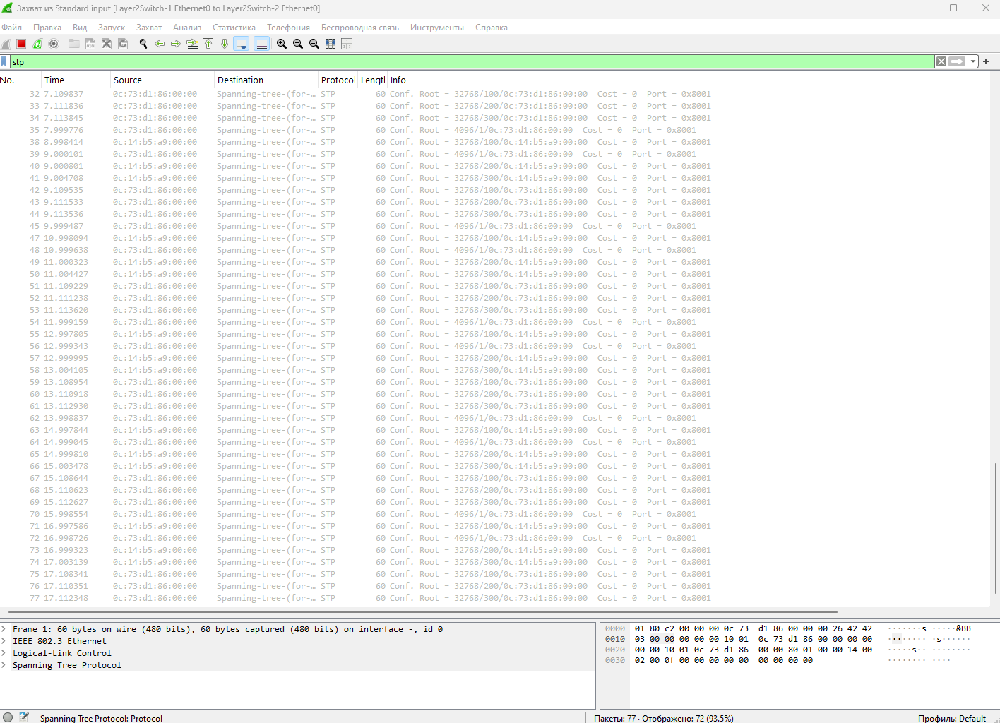 Захват из Standard input [Layer2Switch-1 Ethernet0 to Layer2Switch-2 Ethernet0]
Файл Правка Вид Запуск Захват Анализ Статистика Телефония Беспроводная связь Инструменты Справка
stp
No. Time Source Destination Protocol Lengtl Info
32 7.109837 0c:73:d1:86:00:00 Spanning-tree-(for-… STP 60 Conf. Root = 32768/100/0c:73:d1:86:00:00 Cost = 0 Port = 0x8001
33 7.111836 0c:73:d1:86:00:00 Spanning-tree-(for-… STP 60 Conf. Root = 32768/200/0c:73:d1:86:00:00 Cost = 0 Port = 0x8001
34 7.113845 0c:73:d1:86:00:00 Spanning-tree-(for-… STP 60 Conf. Root = 32768/300/0c:73:d1:86:00:00 Cost = 0 Port = 0x8001
35 7.999776 0c:73:d1:86:00:00 Spanning-tree-(for-… STP 60 Conf. Root = 4096/1/0c:73:d1:86:00:00 Cost = 0 Port = 0x8001
38 8.998414 0c:14:b5:a9:00:00 Spanning-tree-(for-… STP 60 Conf. Root = 32768/100/0c:14:b5:a9:00:00 Cost = 0 Port = 0x8001
39 9.000101 0c:73:d1:86:00:00 Spanning-tree-(for-… STP 60 Conf. Root = 4096/1/0c:73:d1:86:00:00 Cost = 0 Port = 0x8001
40 9.000801 0c:14:b5:a9:00:00 Spanning-tree-(for-… STP 60 Conf. Root = 32768/200/0c:14:b5:a9:00:00 Cost = 0 Port = 0x8001
41 9.004708 0c:14:b5:a9:00:00 Spanning-tree-(for-… STP 60 Conf. Root = 32768/300/0c:14:b5:a9:00:00 Cost = 0 Port = 0x8001
42 9.109535 0c:73:d1:86:00:00 Spanning-tree-(for-… STP 60 Conf. Root = 32768/100/0c:73:d1:86:00:00 Cost = 0 Port = 0x8001
43 9.111533 0c:73:d1:86:00:00 Spanning-tree-(for-… STP 60 Conf. Root = 32768/200/0c:73:d1:86:00:00 Cost = 0 Port = 0x8001
44 9.113536 0c:73:d1:86:00:00 Spanning-tree-(for-… STP 60 Conf. Root = 32768/300/0c:73:d1:86:00:00 Cost = 0 Port = 0x8001
45 9.999487 0c:73:d1:86:00:00 Spanning-tree-(for-… STP 60 Conf. Root = 4096/1/0c:73:d1:86:00:00 Cost = 0 Port = 0x8001
47 10.998094 0c:14:b5:a9:00:00 Spanning-tree-(for-… STP 60 Conf. Root = 32768/100/0c:14:b5:a9:00:00 Cost = 0 Port = 0x8001
48 10.999638 0c:73:d1:86:00:00 Spanning-tree-(for-… STP 60 Conf. Root = 4096/1/0c:73:d1:86:00:00 Cost = 0 Port = 0x8001
49 11.000323 0c:14:b5:a9:00:00 Spanning-tree-(for-… STP 60 Conf. Root = 32768/200/0c:14:b5:a9:00:00 Cost = 0 Port = 0x8001
50 11.004427 0c:14:b5:a9:00:00 Spanning-tree-(for-… STP 60 Conf. Root = 32768/300/0c:14:b5:a9:00:00 Cost = 0 Port = 0x8001
51 11.109229 0c:73:d1:86:00:00 Spanning-tree-(for-… STP 60 Conf. Root = 32768/100/0c:73:d1:86:00:00 Cost = 0 Port = 0x8001
52 11.111238 0c:73:d1:86:00:00 Spanning-tree-(for-… STP 60 Conf. Root = 32768/200/0c:73:d1:86:00:00 Cost = 0 Port = 0x8001
53 11.113620 0c:73:d1:86:00:00 Spanning-tree-(for-… STP 60 Conf. Root = 32768/300/0c:73:d1:86:00:00 Cost = 0 Port = 0x8001
54 11.999159 0c:73:d1:86:00:00 Spanning-tree-(for-… STP 60 Conf. Root = 4096/1/0c:73:d1:86:00:00 Cost = 0 Port = 0x8001
55 12.997805 0c:14:b5:a9:00:00 Spanning-tree-(for-… STP 60 Conf. Root = 32768/100/0c:14:b5:a9:00:00 Cost = 0 Port = 0x8001
56 12.999343 0c:73:d1:86:00:00 Spanning-tree-(for-… STP 60 Conf. Root = 4096/1/0c:73:d1:86:00:00 Cost = 0 Port = 0x8001
57 12.999995 0c:14:b5:a9:00:00 Spanning-tree-(for-… STP 60 Conf. Root = 32768/200/0c:14:b5:a9:00:00 Cost = 0 Port = 0x8001
58 13.004105 0c:14:b5:a9:00:00 Spanning-tree-(for-… STP 60 Conf. Root = 32768/300/0c:14:b5:a9:00:00 Cost = 0 Port = 0x8001
59 13.108954 0c:73:d1:86:00:00 Spanning-tree-(for-… STP 60 Conf. Root = 32768/100/0c:73:d1:86:00:00 Cost = 0 Port = 0x8001
60 13.110918 0c:73:d1:86:00:00 Spanning-tree-(for-… STP 60 Conf. Root = 32768/200/0c:73:d1:86:00:00 Cost = 0 Port = 0x8001
61 13.112930 0c:73:d1:86:00:00 Spanning-tree-(for-… STP 60 Conf. Root = 32768/300/0c:73:d1:86:00:00 Cost = 0 Port = 0x8001
62 13.998837 0c:73:d1:86:00:00 Spanning-tree-(for-… STP 60 Conf. Root = 4096/1/0c:73:d1:86:00:00 Cost = 0 Port = 0x8001
63 14.997844 0c:14:b5:a9:00:00 Spanning-tree-(for-… STP 60 Conf. Root = 32768/100/0c:14:b5:a9:00:00 Cost = 0 Port = 0x8001
64 14.999045 0c:73:d1:86:00:00 Spanning-tree-(for-… STP 60 Conf. Root = 4096/1/0c:73:d1:86:00:00 Cost = 0 Port = 0x8001
65 14.999810 0c:14:b5:a9:00:00 Spanning-tree-(for-… STP 60 Conf. Root = 32768/200/0c:14:b5:a9:00:00 Cost = 0 Port = 0x8001
66 15.003478 0c:14:b5:a9:00:00 Spanning-tree-(for-… STP 60 Conf. Root = 32768/300/0c:14:b5:a9:00:00 Cost = 0 Port = 0x8001
67 15.108644 0c:73:d1:86:00:00 Spanning-tree-(for-… STP 60 Conf. Root = 32768/100/0c:73:d1:86:00:00 Cost = 0 Port = 0x8001
68 15.110623 0c:73:d1:86:00:00 Spanning-tree-(for-… STP 60 Conf. Root = 32768/200/0c:73:d1:86:00:00 Cost = 0 Port = 0x8001
69 15.112627 0c:73:d1:86:00:00 Spanning-tree-(for-… STP 60 Conf. Root = 32768/300/0c:73:d1:86:00:00 Cost = 0 Port = 0x8001
70 15.998554 0c:73:d1:86:00:00 Spanning-tree-(for-… STP 60 Conf. Root = 4096/1/0c:73:d1:86:00:00 Cost = 0 Port = 0x8001
71 16.997586 0c:14:b5:a9:00:00 Spanning-tree-(for-… STP 60 Conf. Root = 32768/100/0c:14:b5:a9:00:00 Cost = 0 Port = 0x8001
72 16.998726 0c:73:d1:86:00:00 Spanning-tree-(for-… STP 60 Conf. Root = 4096/1/0c:73:d1:86:00:00 Cost = 0 Port = 0x8001
73 16.999323 0c:14:b5:a9:00:00 Spanning-tree-(for-… STP 60 Conf. Root = 32768/200/0c:14:b5:a9:00:00 Cost = 0 Port = 0x8001
74 17.003139 0c:14:b5:a9:00:00 Spanning-tree-(for-… STP 60 Conf. Root = 32768/300/0c:14:b5:a9:00:00 Cost = 0 Port = 0x8001
75 17.108341 0c:73:d1:86:00:00 Spanning-tree-(for-… STP 60 Conf. Root = 32768/100/0c:73:d1:86:00:00 Cost = 0 Port = 0x8001
76 17.110351 0c:73:d1:86:00:00 Spanning-tree-(for-… STP 60 Conf. Root = 32768/200/0c:73:d1:86:00:00 Cost = 0 Port = 0x8001
77 17.112348 0c:73:d1:86:00:00 Spanning-tree-(for-… STP 60 Conf. Root = 32768/300/0c:73:d1:86:00:00 Cost = 0 Port = 0x8001
Frame 1: 60 bytes on wire (480 bits), 60 bytes captured (480 bits) on interface -, id 0
IEEE 802.3 Ethernet
Logical-Link Control
Spanning Tree Protocol
0000 01 80 c2 00 00 00 0c 73 d1 86 00 00 00 26 42 42 ·······s ·····&BB
0010 03 00 00 00 00 00 10 01 0c 73 d1 86 00 00 00 00 ········ ·s······
0020 00 00 10 01 0c 73 d1 86 00 00 80 01 00 00 14 00 ·····s·· ········
0030 02 00 0f 00 00 00 00 00 00 00 00 00 ········ ····
Spanning Tree Protocol: Protocol
Пакеты: 77 · Отображено: 72 (93.5%)
Профиль: Default